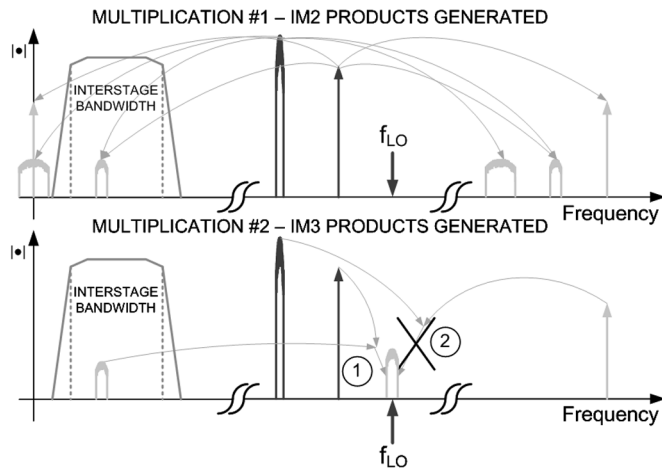 MULTIPLICATION #1 – IM2 PRODUCTS GENERATED
|•|
INTERSTAGE
BANDWIDTH
fLO
Frequency
MULTIPLICATION #2 – IM3 PRODUCTS GENERATED
|•|
INTERSTAGE
BANDWIDTH
1
2
Frequency
fLO